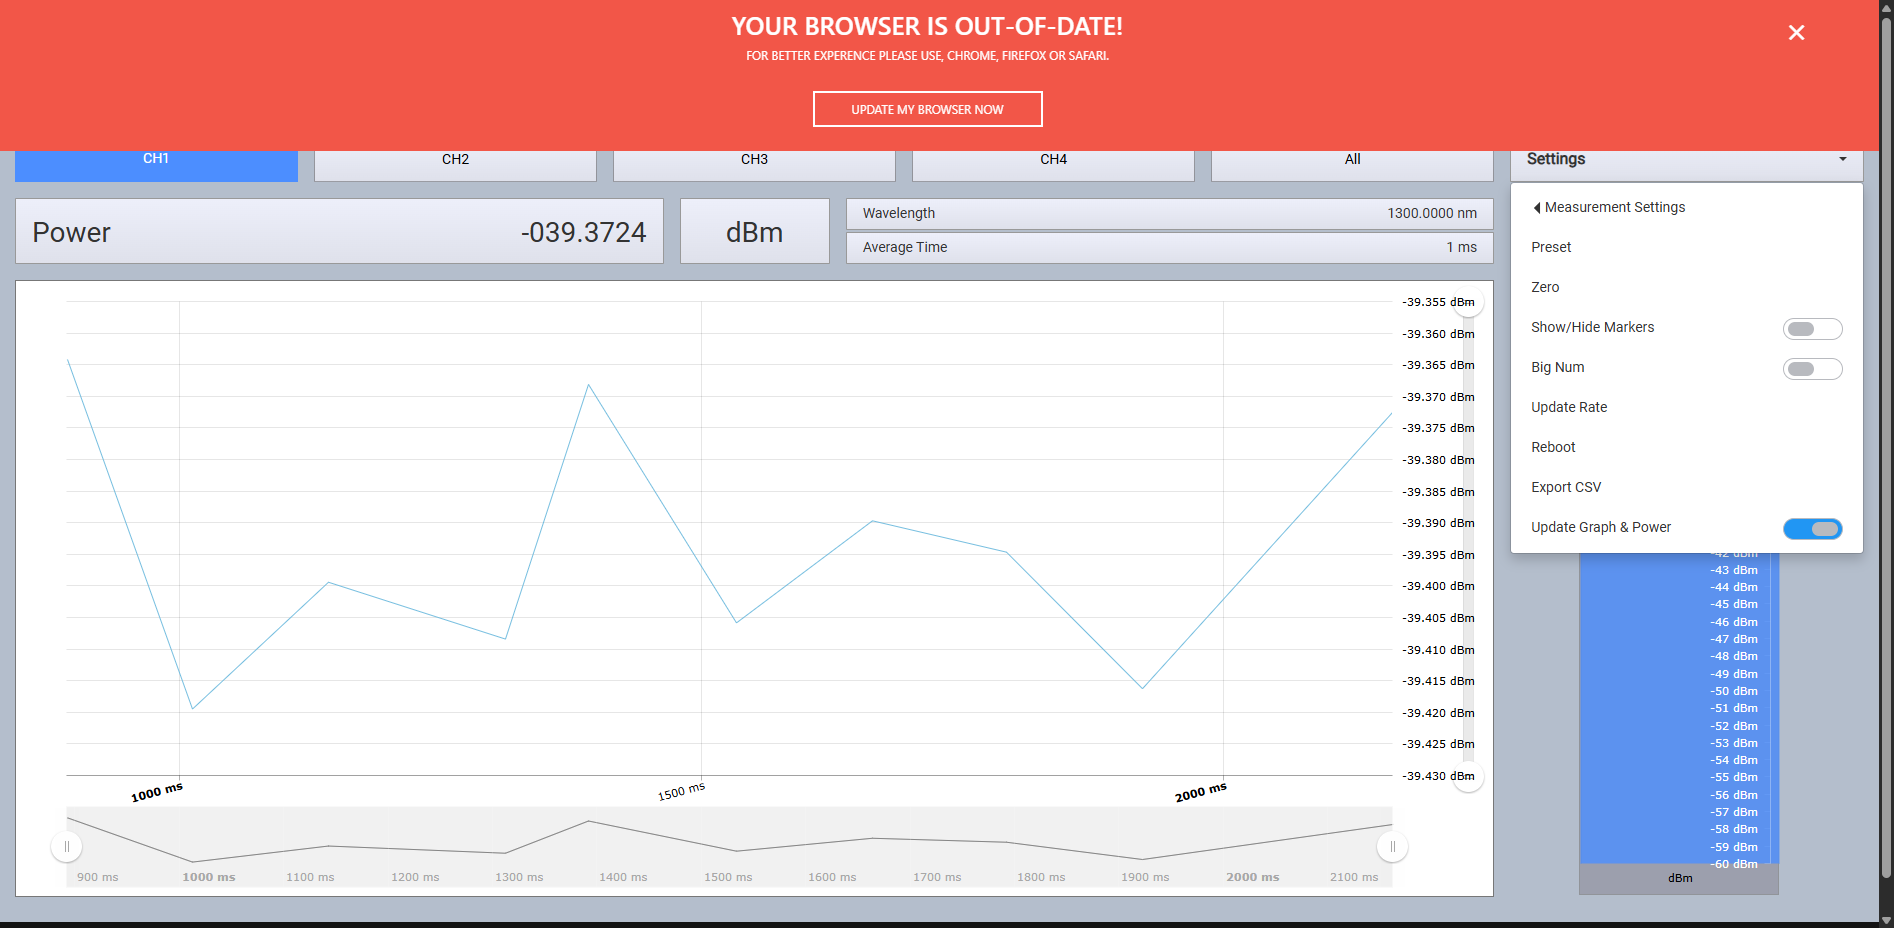 YOUR BROWSER IS OUT-OF-DATE!
FOR BETTER EXPERENCE PLEASE USE, CHROME, FIREFOX OR SAFARI.
UPDATE MY BROWSER NOW
CH1
CH2
CH3
CH4
All
Settings
Power
-039.3724
dBm
Wavelength
1300.0000 nm
Average Time
1 ms
Measurement Settings
Preset
Zero
Show/Hide Markers
Big Num
Update Rate
Reboot
Export CSV
Update Graph & Power
-39.355 dBm
-39.360 dBm
-39.365 dBm
-39.370 dBm
-39.375 dBm
-39.380 dBm
-39.385 dBm
-39.390 dBm
-39.395 dBm
-39.400 dBm
-39.405 dBm
-39.410 dBm
-39.415 dBm
-39.420 dBm
-39.425 dBm
-39.430 dBm
1000 ms
1500 ms
2000 ms
900 ms
1000 ms
1100 ms
1200 ms
1300 ms
1400 ms
1500 ms
1600 ms
1700 ms
1800 ms
1900 ms
2000 ms
2100 ms
-42 dBm
-43 dBm
-44 dBm
-45 dBm
-46 dBm
-47 dBm
-48 dBm
-49 dBm
-50 dBm
-51 dBm
-52 dBm
-53 dBm
-54 dBm
-55 dBm
-56 dBm
-57 dBm
-58 dBm
-59 dBm
-60 dBm
dBm